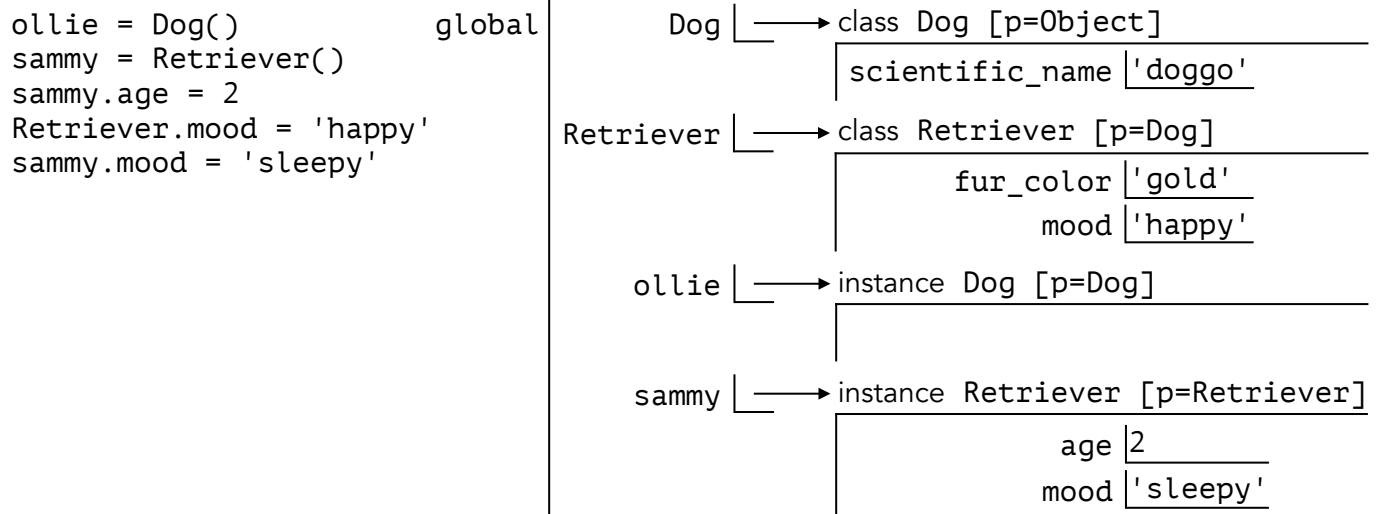 ollie = Dog()
sammy = Retriever()
sammy.age = 2
Retriever.mood = 'happy'
sammy.mood = 'sleepy'
global
Dog class Dog [p=Object]
scientific_name 'doggo'
Retriever class Retriever [p=Dog]
fur_color 'gold'
mood 'happy'
ollie instance Dog [p=Dog]
sammy instance Retriever [p=Retriever]
age 2
mood 'sleepy'